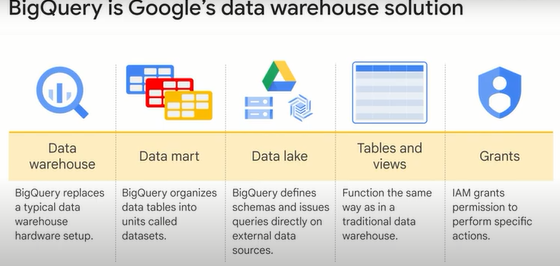 BigQuery is Google's data warehouse solution
Data
warehouse
BigQuery replaces
a typical data
warehouse
hardware setup.
Data mart
BigQuery organizes
data tables into
units called
datasets.
Data lake
BigQuery defines
schemas and issues
queries directly on
external data
sources.
Tables and
views
Function the same
way as in a
traditional data
warehouse.
Grants
IAM grants
permission to
perform specific
actions.